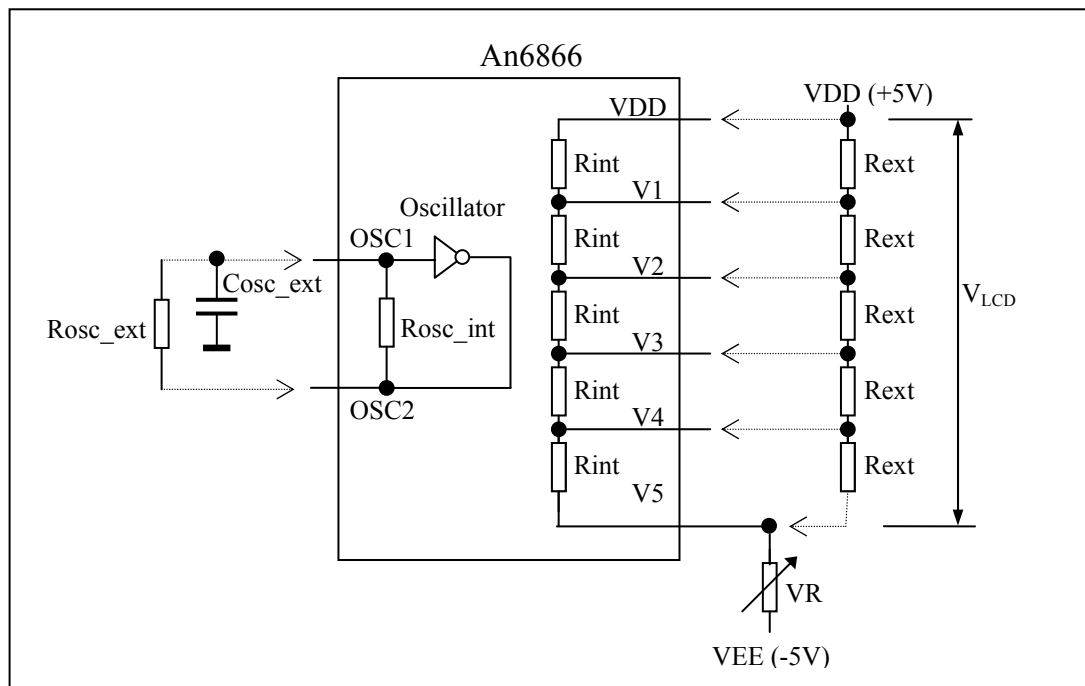 An6866
VDD
VDD (+5V)
Rint
Rext
V1
Oscillator
OSC1
Rint
Rext
V2
Cosc_ext
Rosc_ext
Rosc_int
Rint
Rext
VLCD
V3
OSC2
Rint
Rext
V4
Rint
Rext
V5
VR
VEE (-5V)